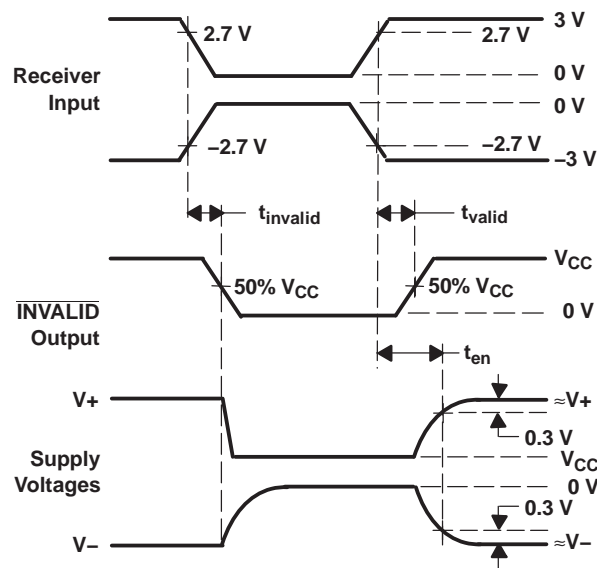 3 V
2.7 V
2.7 V
Receiver
Input
0 V
0 V
–2.7 V
–2.7 V
–3 V
tinvalid
tvalid
VCC
50% VCC
50% VCC
INVALID
Output
0 V
ten
V+
≈V+
0.3 V
Supply
Voltages
VCC
0 V
0.3 V
V–
≈V–